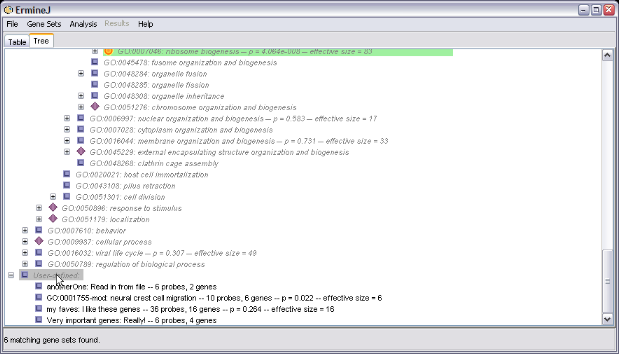 ErmineJ
File Gene Sets Analysis Results Help
Table Tree
GO:0007046: ribosome biogenesis -- p = 4.064e-008 -- effective size = 83
GO:0045478: fusome organization and biogenesis
GO:0048284: organelle fusion
GO:0048285: organelle fission
GO:0048308: organelle inheritance
GO:0051276: chromosome organization and biogenesis
GO:0006997: nuclear organization and biogenesis -- p = 0.583 -- effective size = 17
GO:0007028: cytoplasm organization and biogenesis
GO:0016044: membrane organization and biogenesis -- p = 0.731 -- effective size = 33
GO:0045229: external encapsulating structure organization and biogenesis
GO:0048268: clathrin cage assembly
GO:0020021: host cell immortalization
GO:0043108: pilus retraction
GO:0051301: cell division
GO:0050896: response to stimulus
GO:0051179: localization
GO:0007610: behavior
GO:0009987: cellular process
GO:0016032: viral life cycle -- p = 0.307 -- effective size = 49
GO:0050789: regulation of biological process
User-defined:
anotherOne: Read in from file -- 6 probes, 2 genes
GO:0001755-mod: neural crest cell migration -- 10 probes, 6 genes -- p = 0.022 -- effective size = 6
my faves: I like these genes -- 36 probes, 16 genes -- p = 0.264 -- effective size = 16
Very important genes: Really! -- 6 probes, 4 genes
6 matching gene sets found.